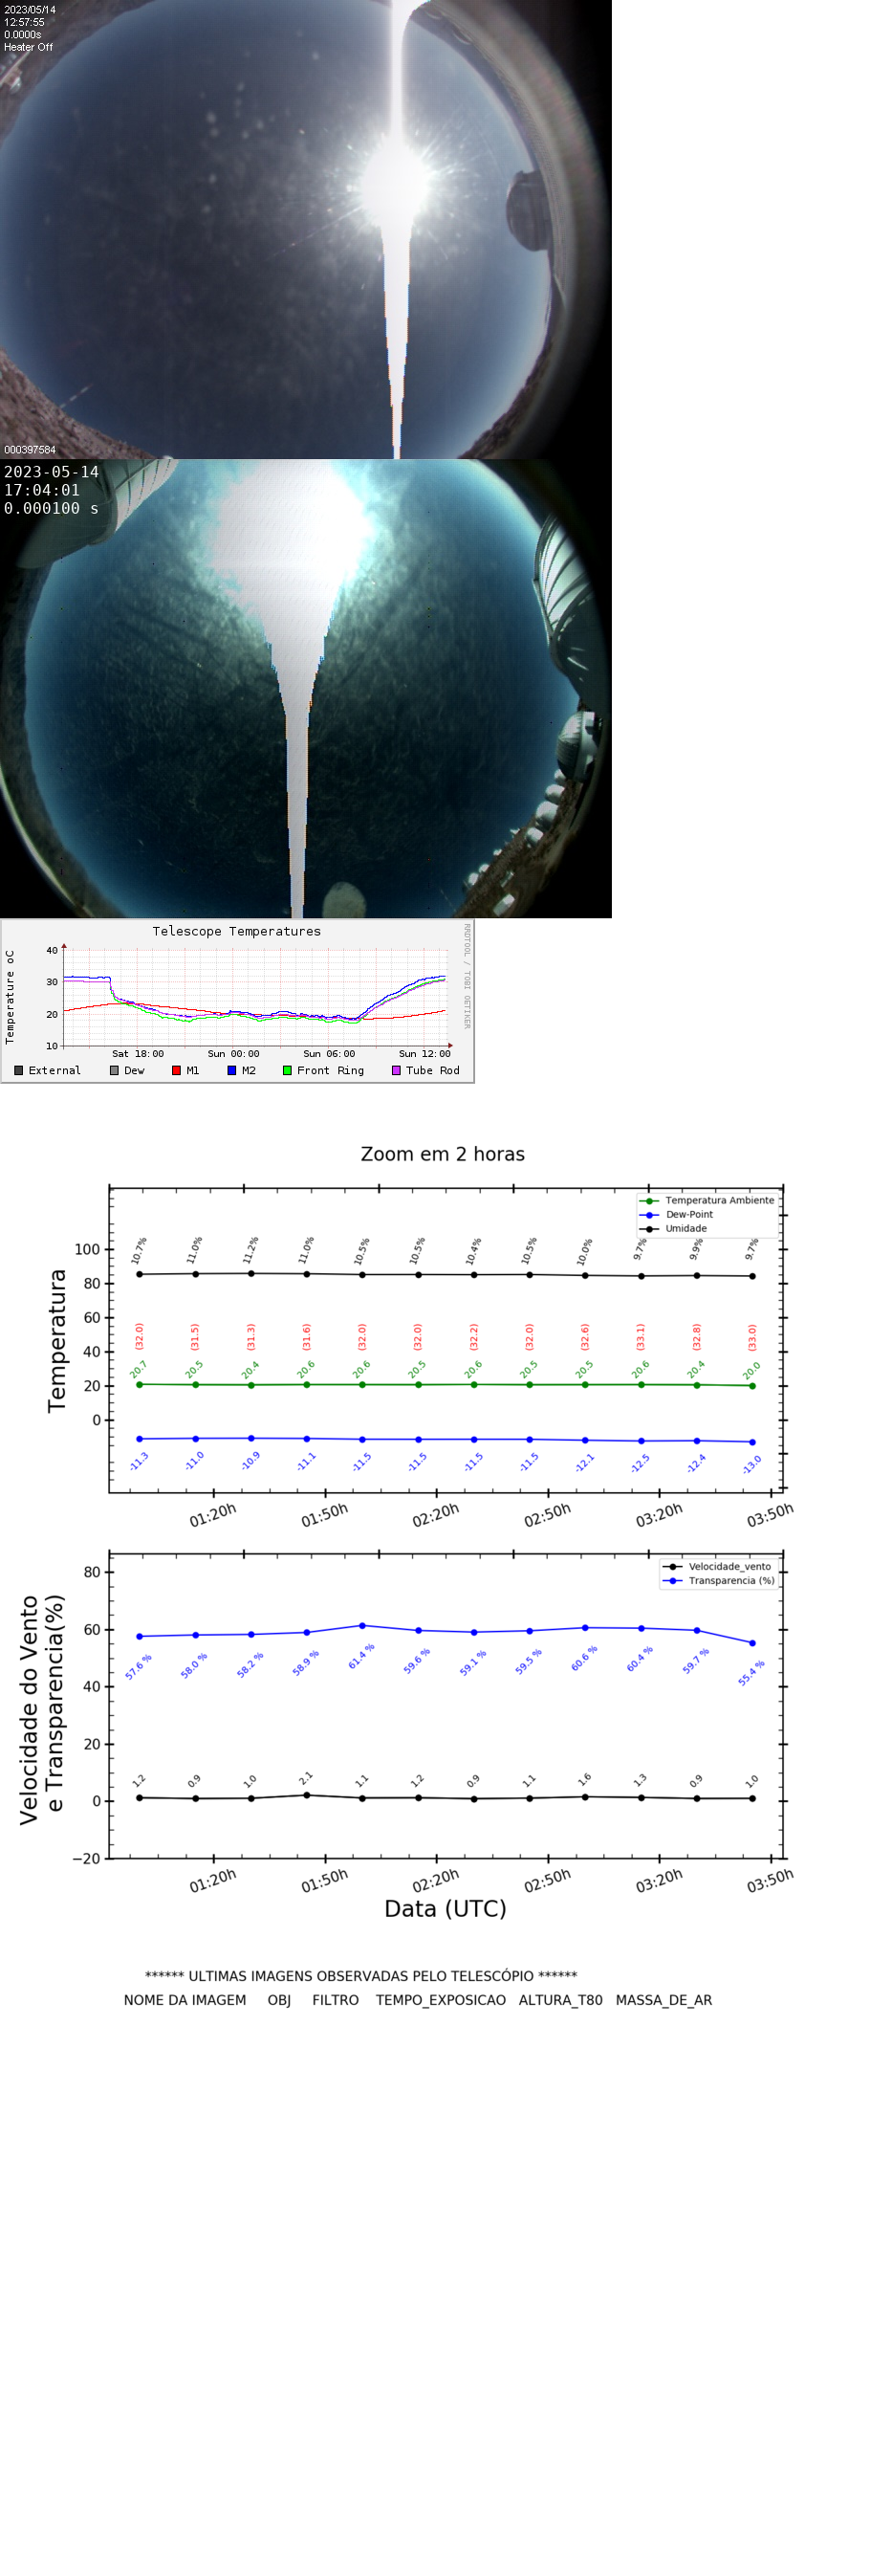 2023/05/14
12:57:55
0.0000s
Heater Off
000397584
2023-05-14
17:04:01
0.000100 s
Telescope Temperatures
RRDTOOL / TOBI OETIKER
Temperature oC
40
30
20
10
Sat 18:00 Sun 00:00 Sun 06:00 Sun 12:00
External Dew M1 M2 Front Ring Tube Rod
Zoom em 2 horas
Temperatura
Temperatura Ambiente
Dew-Point
Umidade
100
80
60
40
20
0
10.7% 11.0% 11.2% 11.0% 10.5% 10.5% 10.4% 10.5% 10.0% 9.7% 9.9% 9.7%
(32.0) (31.5) (31.3) (31.6) (32.0) (32.0) (32.2) (32.0) (32.6) (33.1) (32.8) (33.0)
20.7 20.5 20.4 20.6 20.6 20.5 20.6 20.5 20.5 20.6 20.4 20.0
-11.3 -11.0 -10.9 -11.1 -11.5 -11.5 -11.5 -11.5 -12.1 -12.5 -12.4 -13.0
01:20h 01:50h 02:20h 02:50h 03:20h 03:50h
Velocidade do Vento
e Transparencia(%)
Velocidade_vento
Transparencia (%)
80
60
40
20
0
−20
57.6 % 58.0 % 58.2 % 58.9 % 61.4 % 59.6 % 59.1 % 59.5 % 60.6 % 60.4 % 59.7 % 55.4 %
1.2 0.9 1.0 2.1 1.1 1.2 0.9 1.1 1.6 1.3 0.9 1.0
01:20h 01:50h 02:20h 02:50h 03:20h 03:50h
Data (UTC)
****** ULTIMAS IMAGENS OBSERVADAS PELO TELESCÓPIO ******
NOME DA IMAGEM OBJ FILTRO TEMPO_EXPOSICAO ALTURA_T80 MASSA_DE_AR